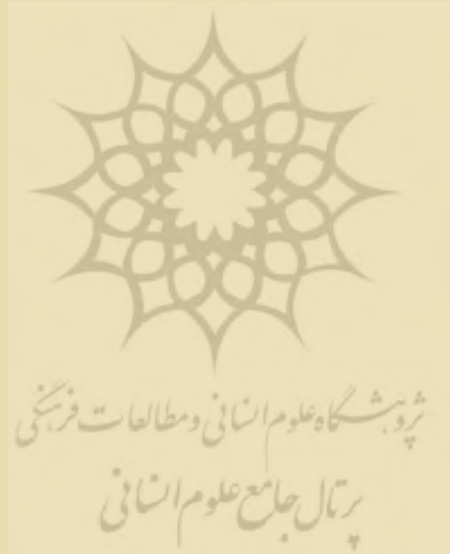 پژوهشگاه علوم انسانی و مطالعات فرهنگی
پرتال جامع علوم انسانی